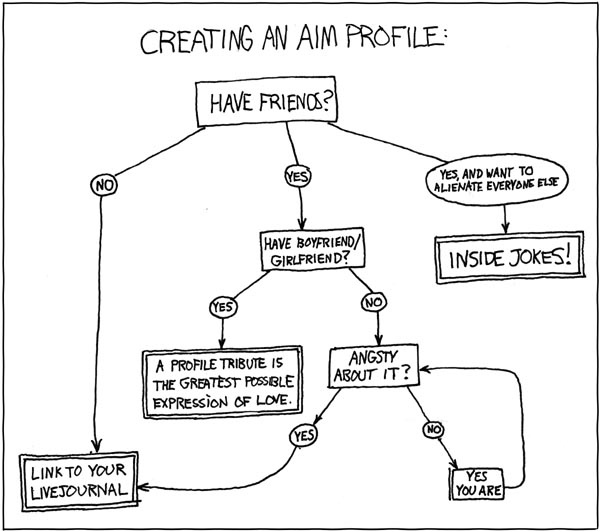 CREATING AN AIM PROFILE:
HAVE FRIENDS?
NO
YES
YES, AND WANT TO
ALIENATE EVERYONE ELSE
HAVE BOYFRIEND/
GIRLFRIEND?
INSIDE JOKES!
YES
NO
A PROFILE TRIBUTE IS
THE GREATEST POSSIBLE
EXPRESSION OF LOVE.
ANGSTY
ABOUT IT?
YES
NO
LINK TO YOUR
LIVEJOURNAL
YES
YOU ARE